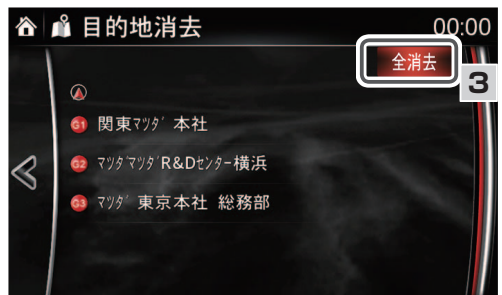 目的地消去
00:00
全消去
3
G1 関東ﾏﾂﾀﾞ 本社
G2 ﾏﾂﾀﾞﾏﾂﾀﾞR&Dｾﾝﾀｰ横浜
G3 ﾏﾂﾀﾞ 東京本社 総務部